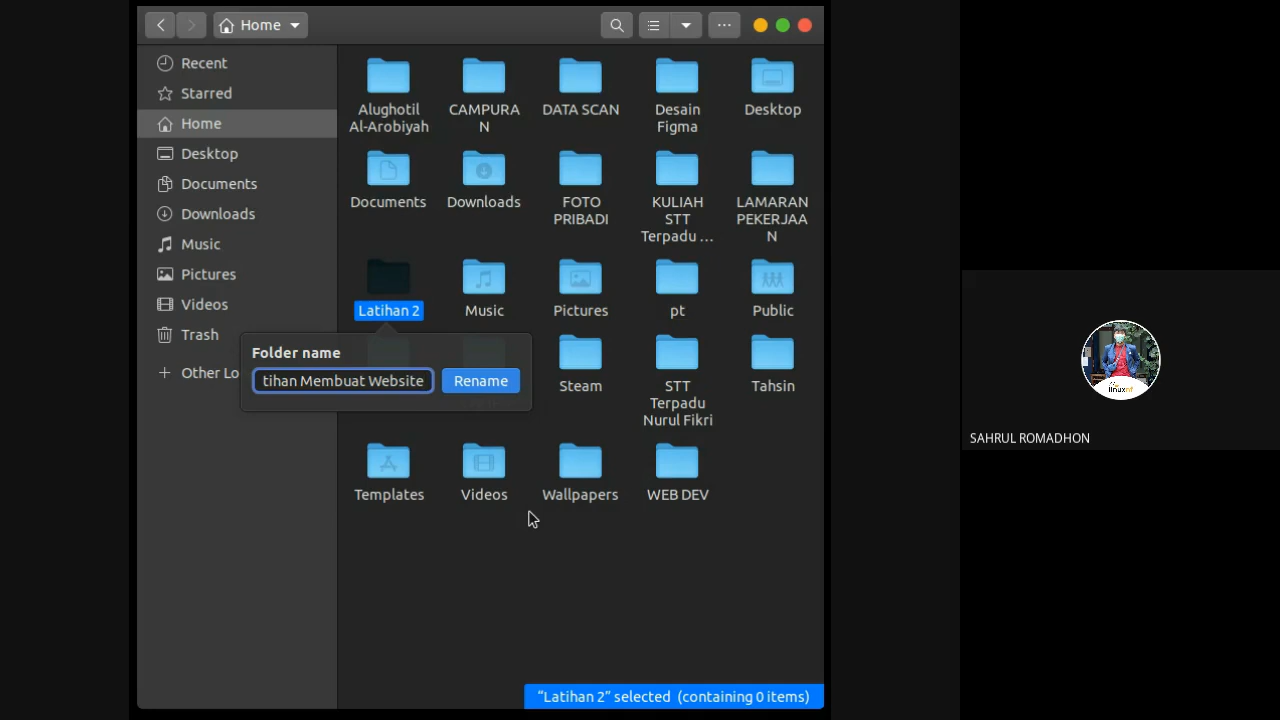 Home
Recent
Starred
Home
Desktop
Documents
Downloads
Music
Pictures
Videos
Trash
Other Lo
Alughotil
Al-Arobiyah
CAMPURA
N
DATA SCAN
Desain
Figma
Desktop
Documents
Downloads
FOTO
PRIBADI
KULIAH
STT
Terpadu ...
LAMARAN
PEKERJAA
N
Latihan 2
Music
Pictures
pt
Public
Folder name
tihan Membuat Website
Rename
Steam
STT
Terpadu
Nurul Fikri
Tahsin
Templates
Videos
Wallpapers
WEB DEV
“Latihan 2” selected (containing 0 items)
linuxnf
SAHRUL ROMADHON